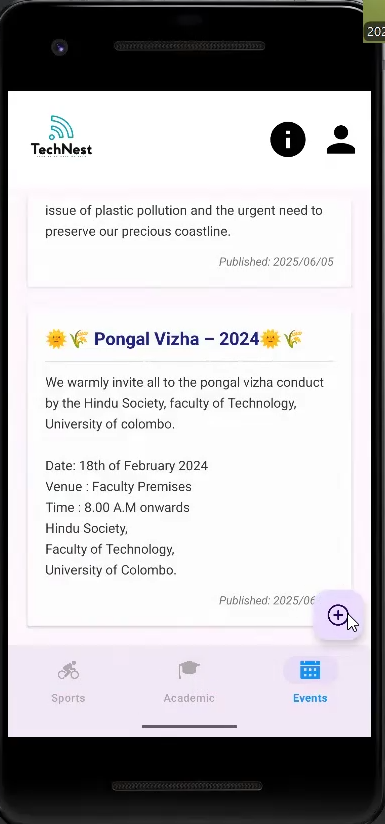 202
TechNest
issue of plastic pollution and the urgent need to
preserve our precious coastline.
Published: 2025/06/05
🌞🌾 Pongal Vizha – 2024🌞🌾
We warmly invite all to the pongal vizha conduct
by the Hindu Society, faculty of Technology,
University of colombo.
Date: 18th of February 2024
Venue : Faculty Premises
Time : 8.00 A.M onwards
Hindu Society,
Faculty of Technology,
University of Colombo.
Published: 2025/06
Sports
Academic
Events